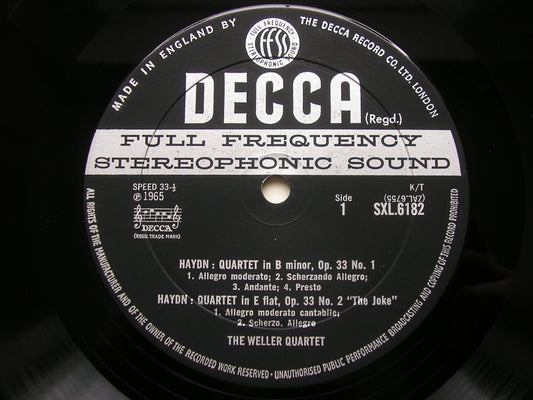 MADE IN ENGLAND BY
THE DECCA RECORD CO. LTD. LONDON
FULL FREQUENCY
ffss
STEREOPHONIC SOUND
DECCA (Regd.)
FULL FREQUENCY
STEREOPHONIC SOUND
SPEED 33⅓
℗ 1965
DECCA
(REGD. TRADE MARK)
K/T
(ZAL.6755)
Side
1 SXL.6182
HAYDN: QUARTET in B minor, Op. 33 No. 1
1. Allegro moderato; 2. Scherzando Allegro;
3. Andante; 4. Presto
HAYDN: QUARTET in E flat, Op. 33 No. 2 "The Joke"
1. Allegro moderato cantabile;
2. Scherzo. Allegro
THE WELLER QUARTET
ALL RIGHTS OF THE MANUFACTURER AND OF THE OWNER OF THE RECORDED WORK RESERVED • UNAUTHORISED PUBLIC PERFORMANCE BROADCASTING AND COPYING OF THIS RECORD PROHIBITED